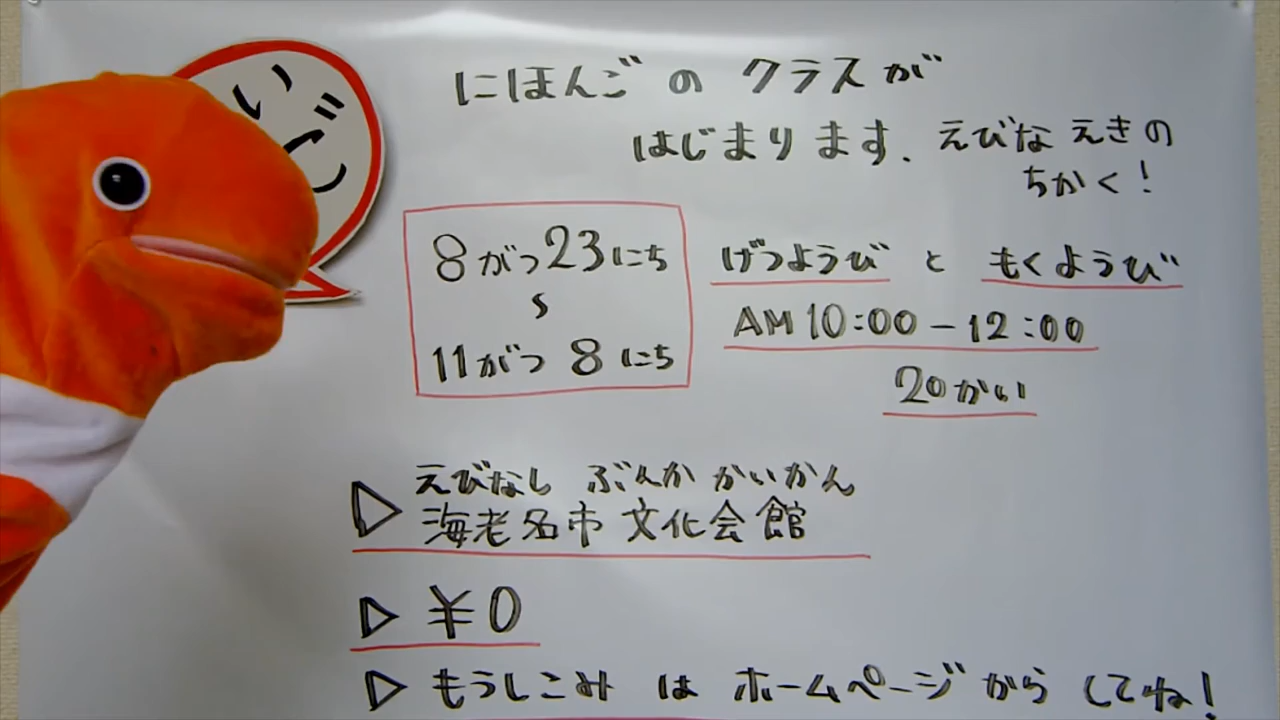 にほんご の クラス が
はじまり ます、えびな えきの
ちかく!
8がつ23にち
~
11がつ 8にち
げつようび と もくようび
AM 10:00 – 12:00
20かい
▷ えびなし ぶんか かいかん
海老名市 文化会館
▷ ¥0
▷ もうしこみ は ホームページ から してね!